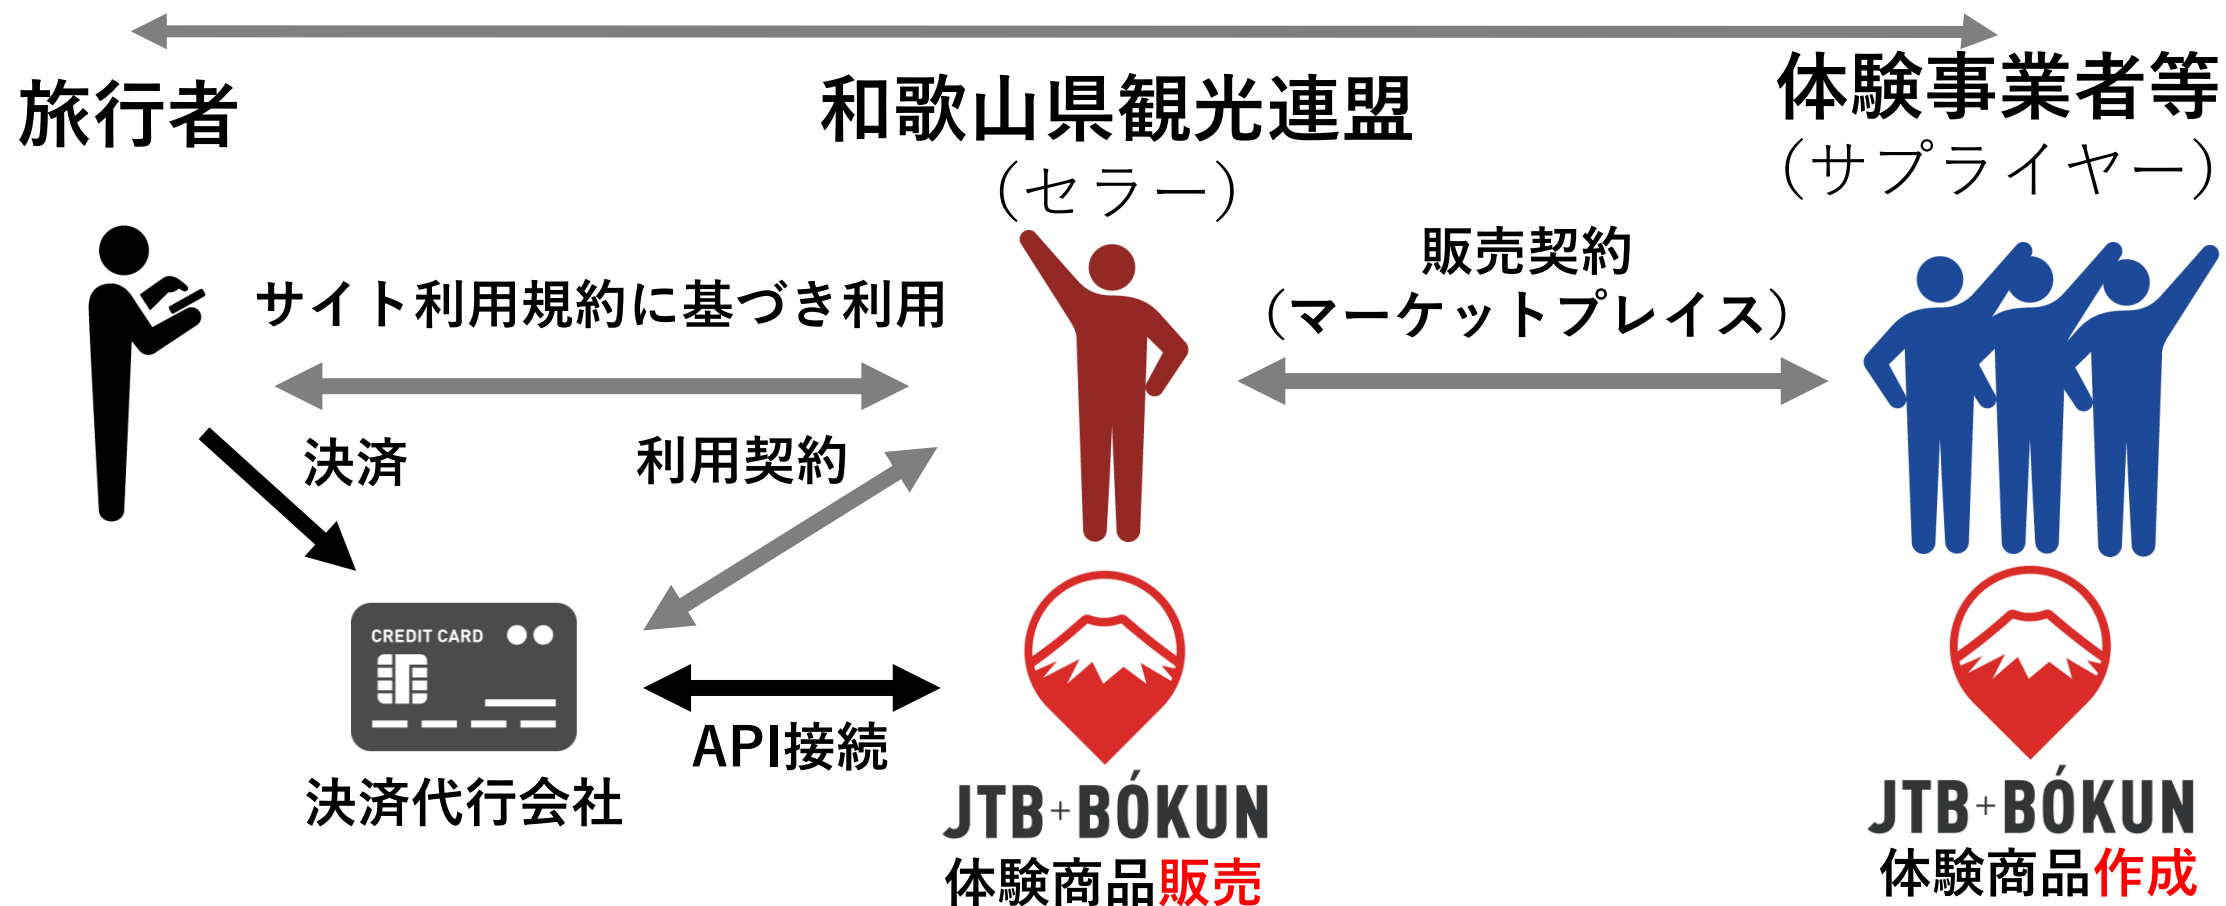 旅行者
和歌山県観光連盟
（セラー）
体験事業者等
（サプライヤー）
サイト利用規約に基づき利用
販売契約
（マーケットプレイス）
決済
利用契約
CREDIT CARD
API接続
決済代行会社
JTB+BÓKUN
体験商品販売
JTB+BÓKUN
体験商品作成